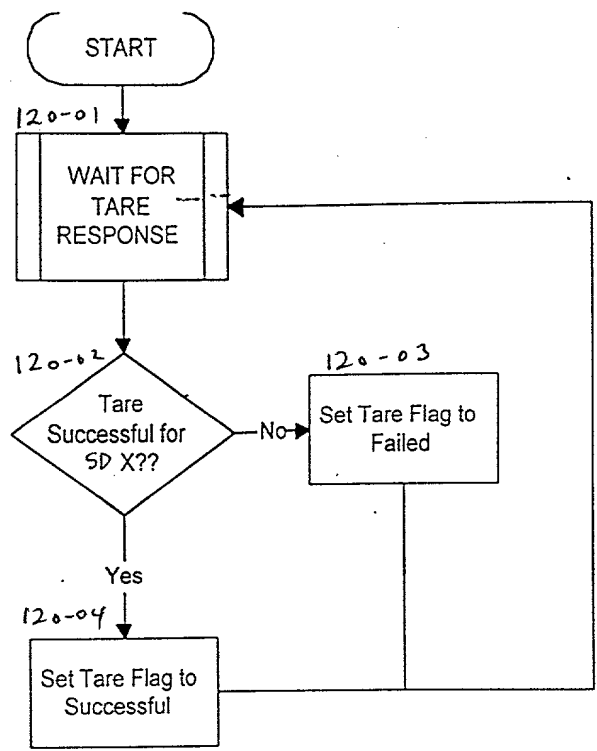 START
120-01
WAIT FOR
TARE
RESPONSE
120-02
Tare
Successful for
SD X??
No
120-03
Set Tare Flag to
Failed
Yes
120-04
Set Tare Flag to
Successful